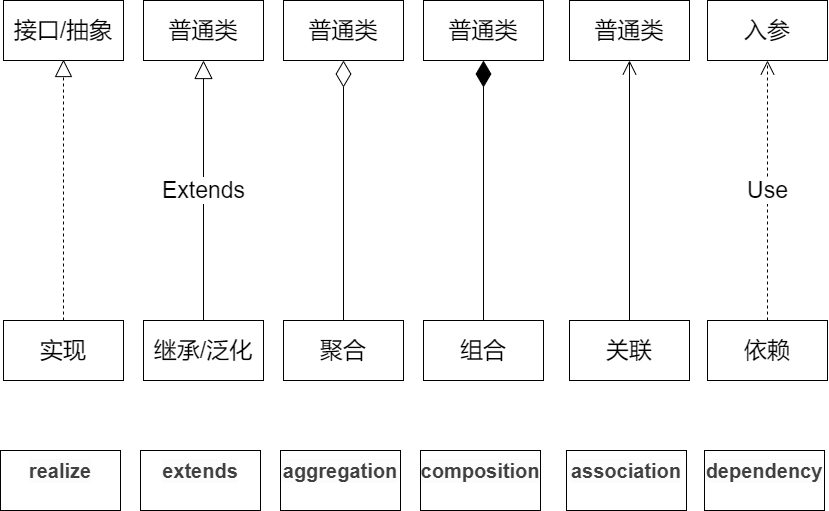 接口/抽象
普通类
普通类
普通类
普通类
入参
Extends
Use
实现
继承/泛化
聚合
组合
关联
依赖
realize
extends
aggregation
composition
association
dependency